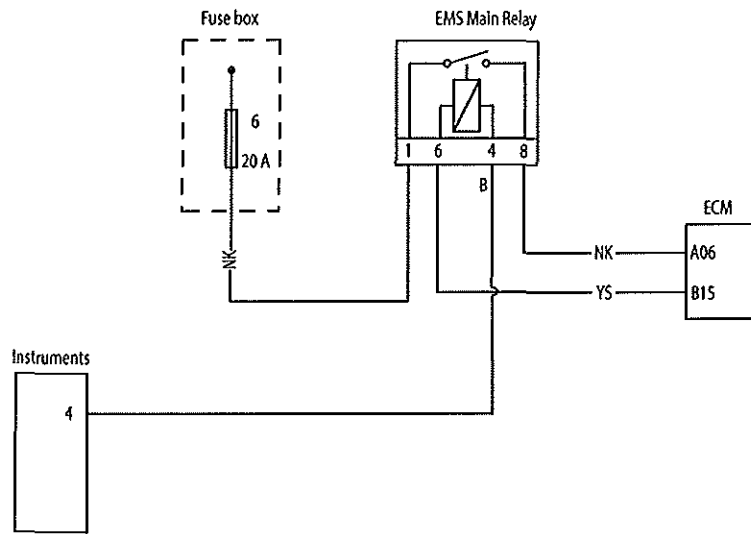 Fuse box
EMS Main Relay
6
20 A
1 6 4 8
B
ECM
NK
NK
A06
YS
B15
Instruments
4